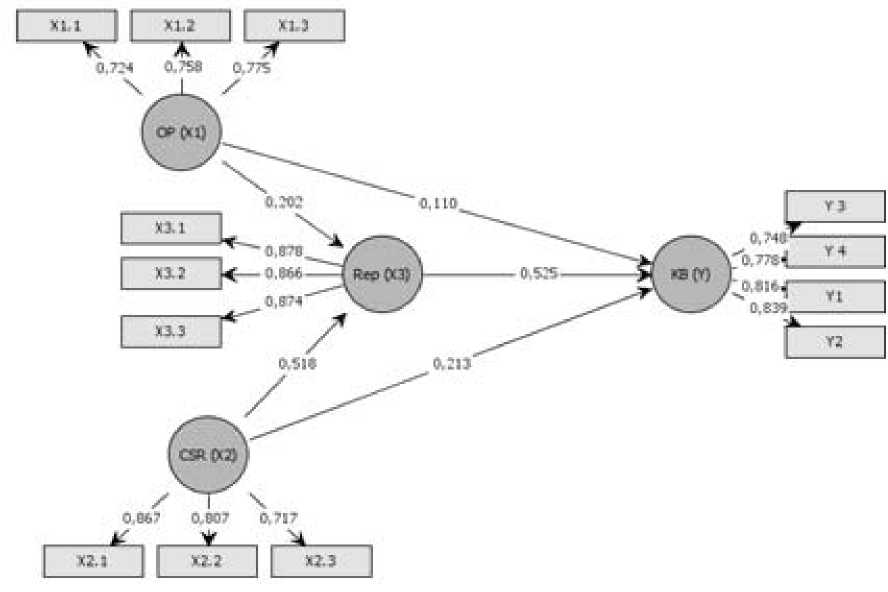 X1.1 X1.2 X1.3
0,724 0,758 0,775
OP (X1)
0,202 0,110
X3.1
X3.2
X3.3
0,878
0,866
0,874
Rep (X3)
0,525
KB (Y)
0,748
0,778
0,816
0,839
Y 3
Y 4
Y1
Y2
0,518 0,213
CSR (X2)
0,867 0,807 0,717
X2.1 X2.2 X2.3